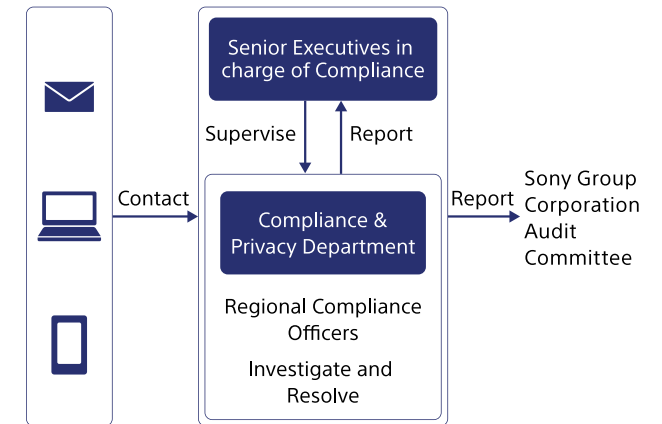 Senior Executives in
charge of Compliance
Supervise
Report
Contact
Compliance &
Privacy Department
Regional Compliance
Officers
Investigate and
Resolve
Report
Sony Group
Corporation
Audit
Committee